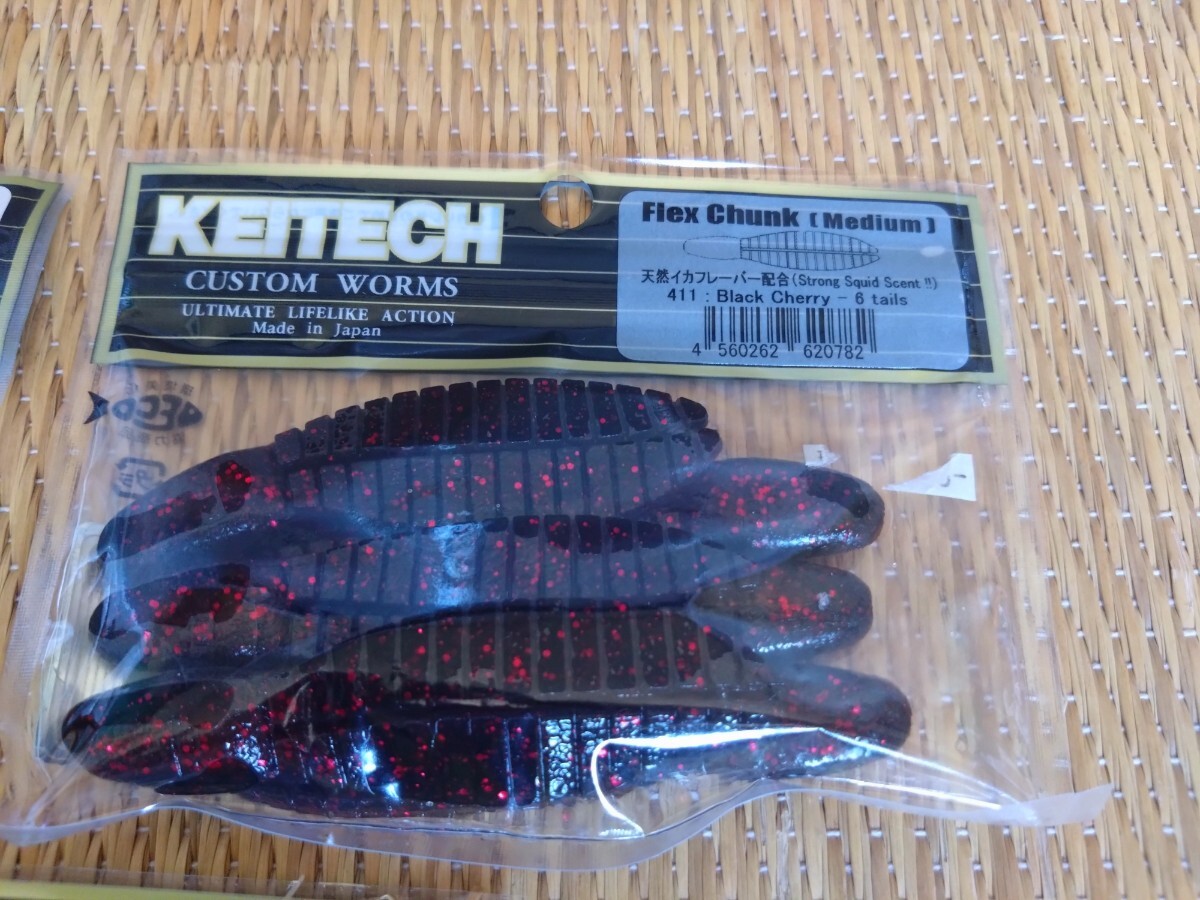 KEITECH
CUSTOM WORMS
ULTIMATE LIFELIKE ACTION
Made in Japan
Flex Chunk (Medium)
天然イカフレーバー配合(Strong Squid Scent!!)
411 : Black Cherry - 6 tails
4 560262 620782
ECO